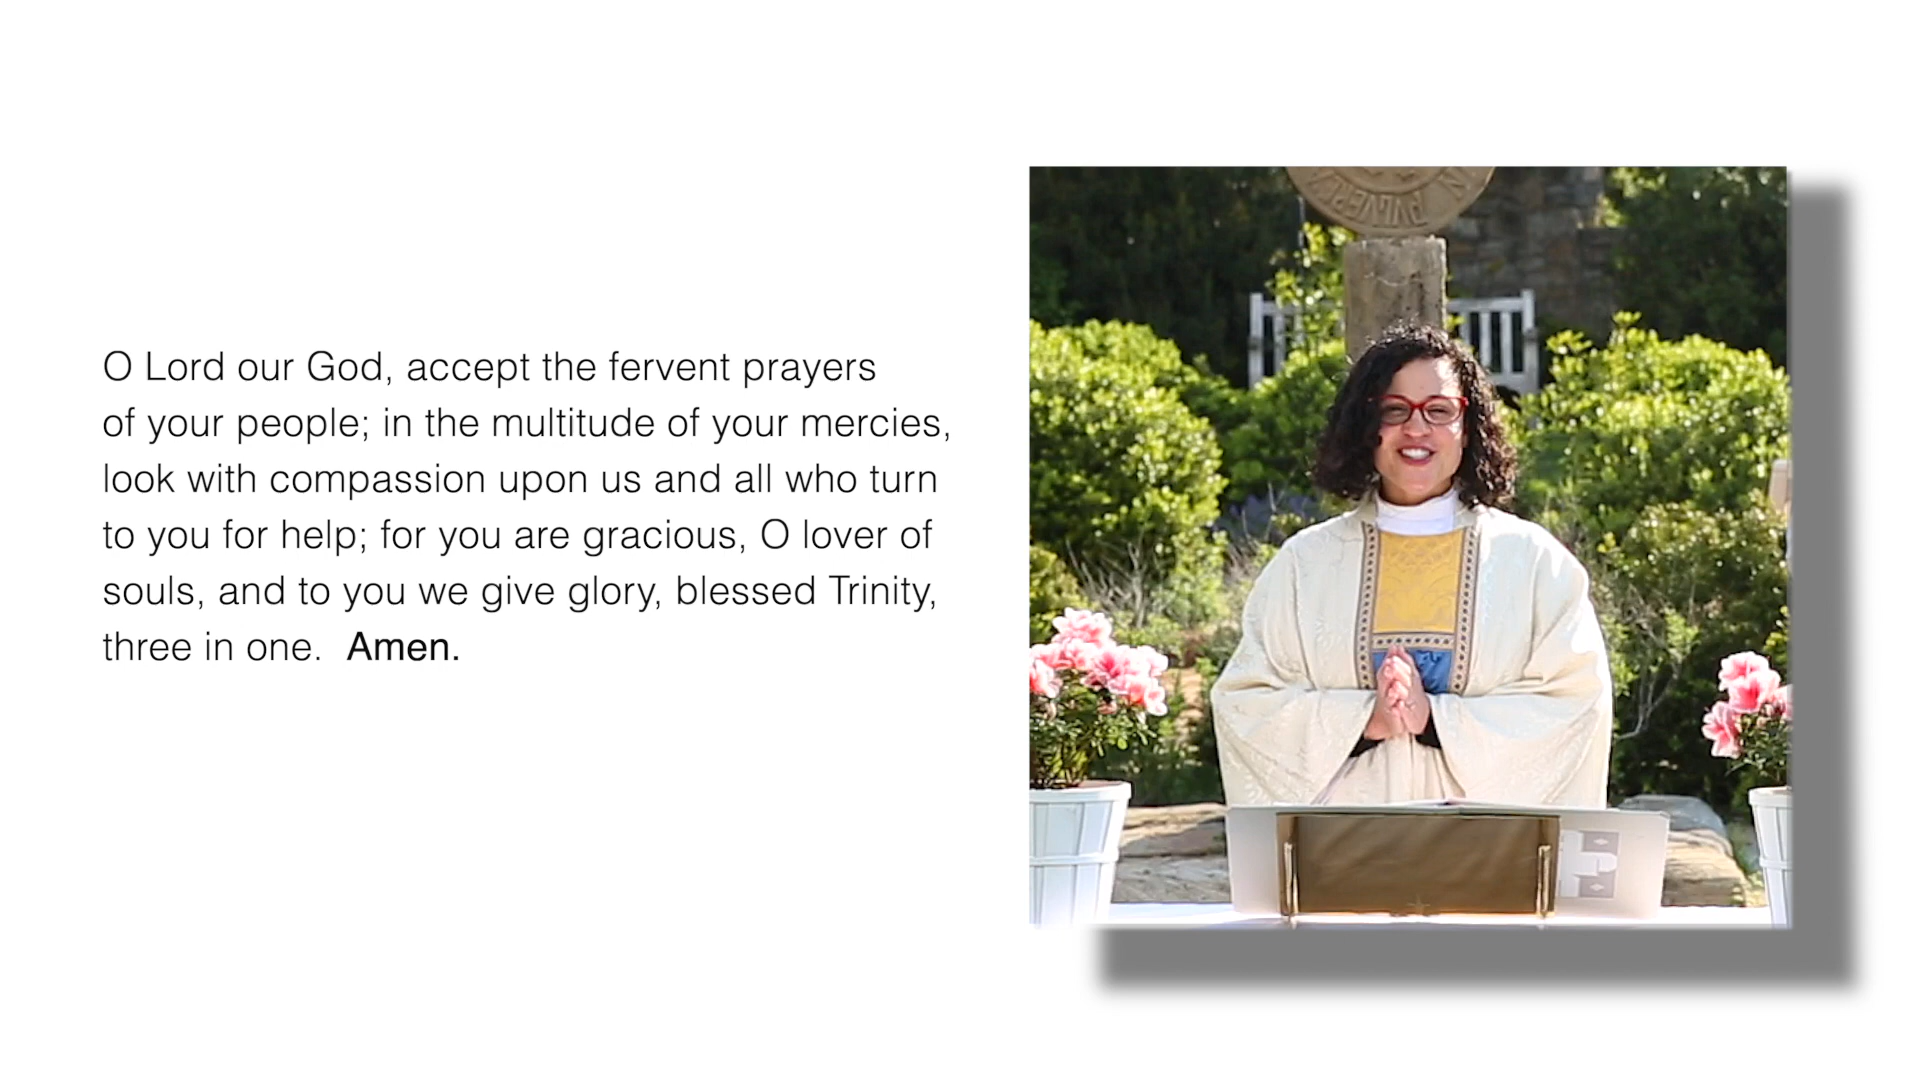 O Lord our God, accept the fervent prayers
of your people; in the multitude of your mercies,
look with compassion upon us and all who turn
to you for help; for you are gracious, O lover of
souls, and to you we give glory, blessed Trinity,
three in one.  Amen.